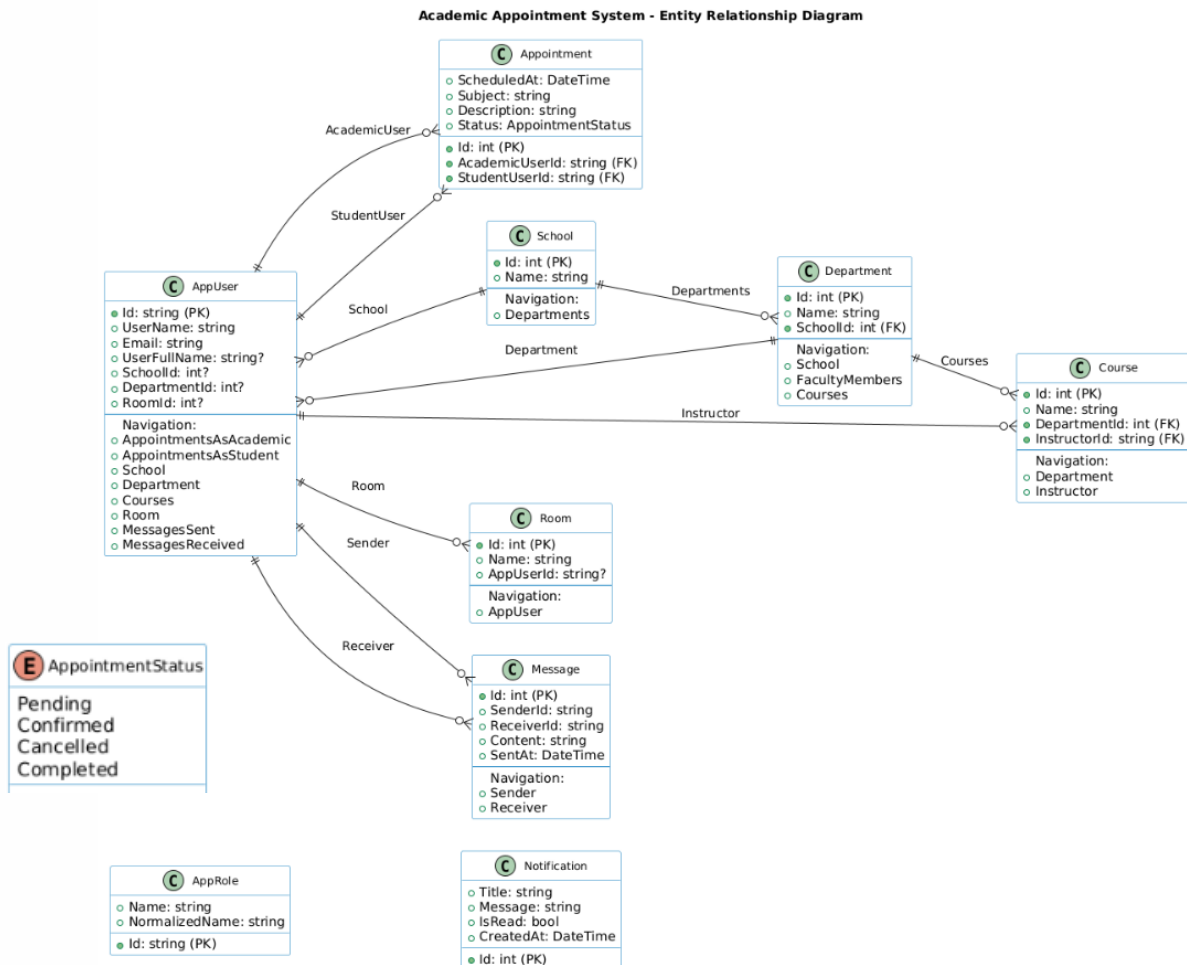 Academic Appointment System - Entity Relationship Diagram
C Appointment
ScheduledAt: DateTime
Subject: string
Description: string
Status: AppointmentStatus
Id: int (PK)
AcademicUserId: string (FK)
StudentUserId: string (FK)
AcademicUser
StudentUser
C School
Id: int (PK)
Name: string
Navigation:
Departments
School
Departments
Department
C Department
Id: int (PK)
Name: string
SchoolId: int (FK)
Navigation:
School
FacultyMembers
Courses
Courses
C Course
Id: int (PK)
Name: string
DepartmentId: int (FK)
InstructorId: string (FK)
Navigation:
Department
Instructor
Instructor
C AppUser
Id: string (PK)
UserName: string
Email: string
UserFullName: string?
SchoolId: int?
DepartmentId: int?
RoomId: int?
Navigation:
AppointmentsAsAcademic
AppointmentsAsStudent
School
Department
Courses
Room
MessagesSent
MessagesReceived
Room
Sender
Receiver
C Room
Id: int (PK)
Name: string
AppUserId: string?
Navigation:
AppUser
C Message
Id: int (PK)
SenderId: string
ReceiverId: string
Content: string
SentAt: DateTime
Navigation:
Sender
Receiver
E AppointmentStatus
Pending
Confirmed
Cancelled
Completed
C AppRole
Name: string
NormalizedName: string
Id: string (PK)
C Notification
Title: string
Message: string
IsRead: bool
CreatedAt: DateTime
Id: int (PK)